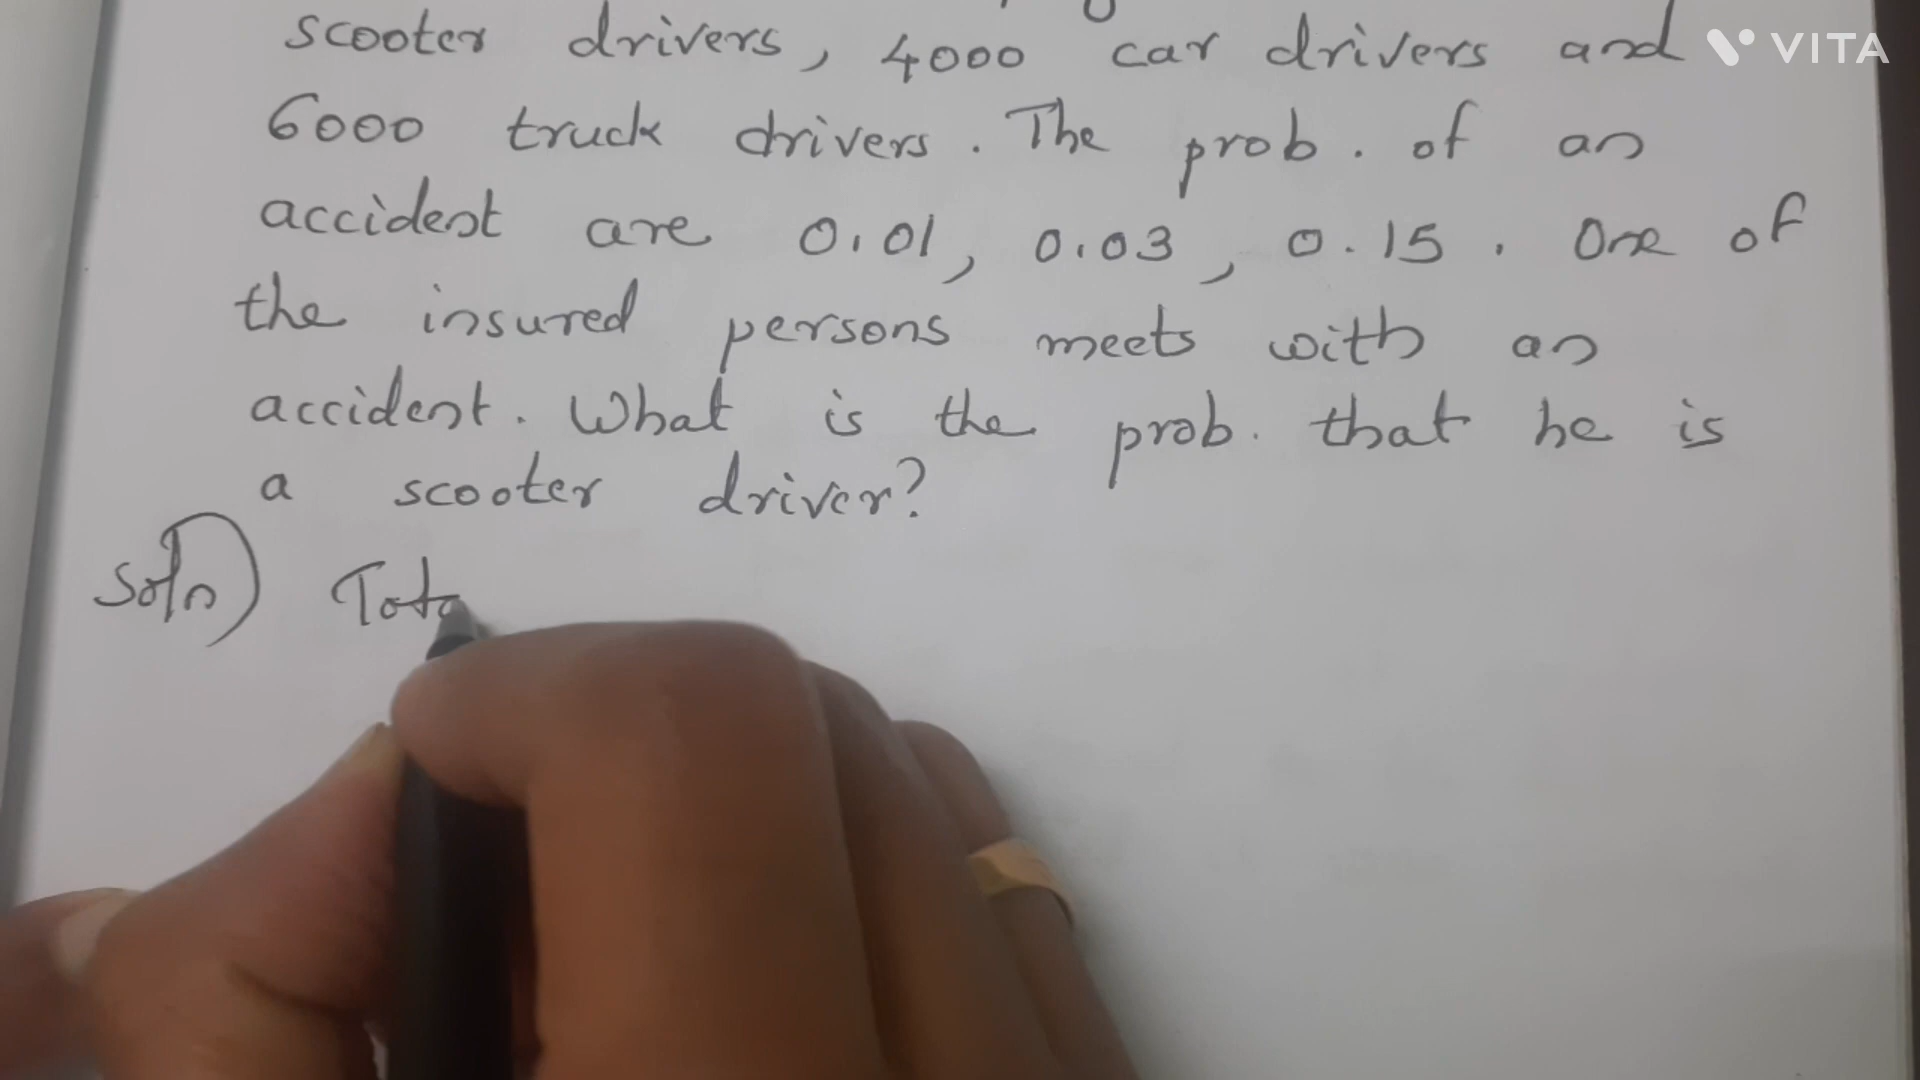 scooter drivers, 4000 car drivers and
VITA
6000 truck drivers. The prob. of an
accident are 0.01, 0.03, 0.15. One of
the insured persons meets with an
accident. What is the prob. that he is
a scooter driver?
Soln) Tota